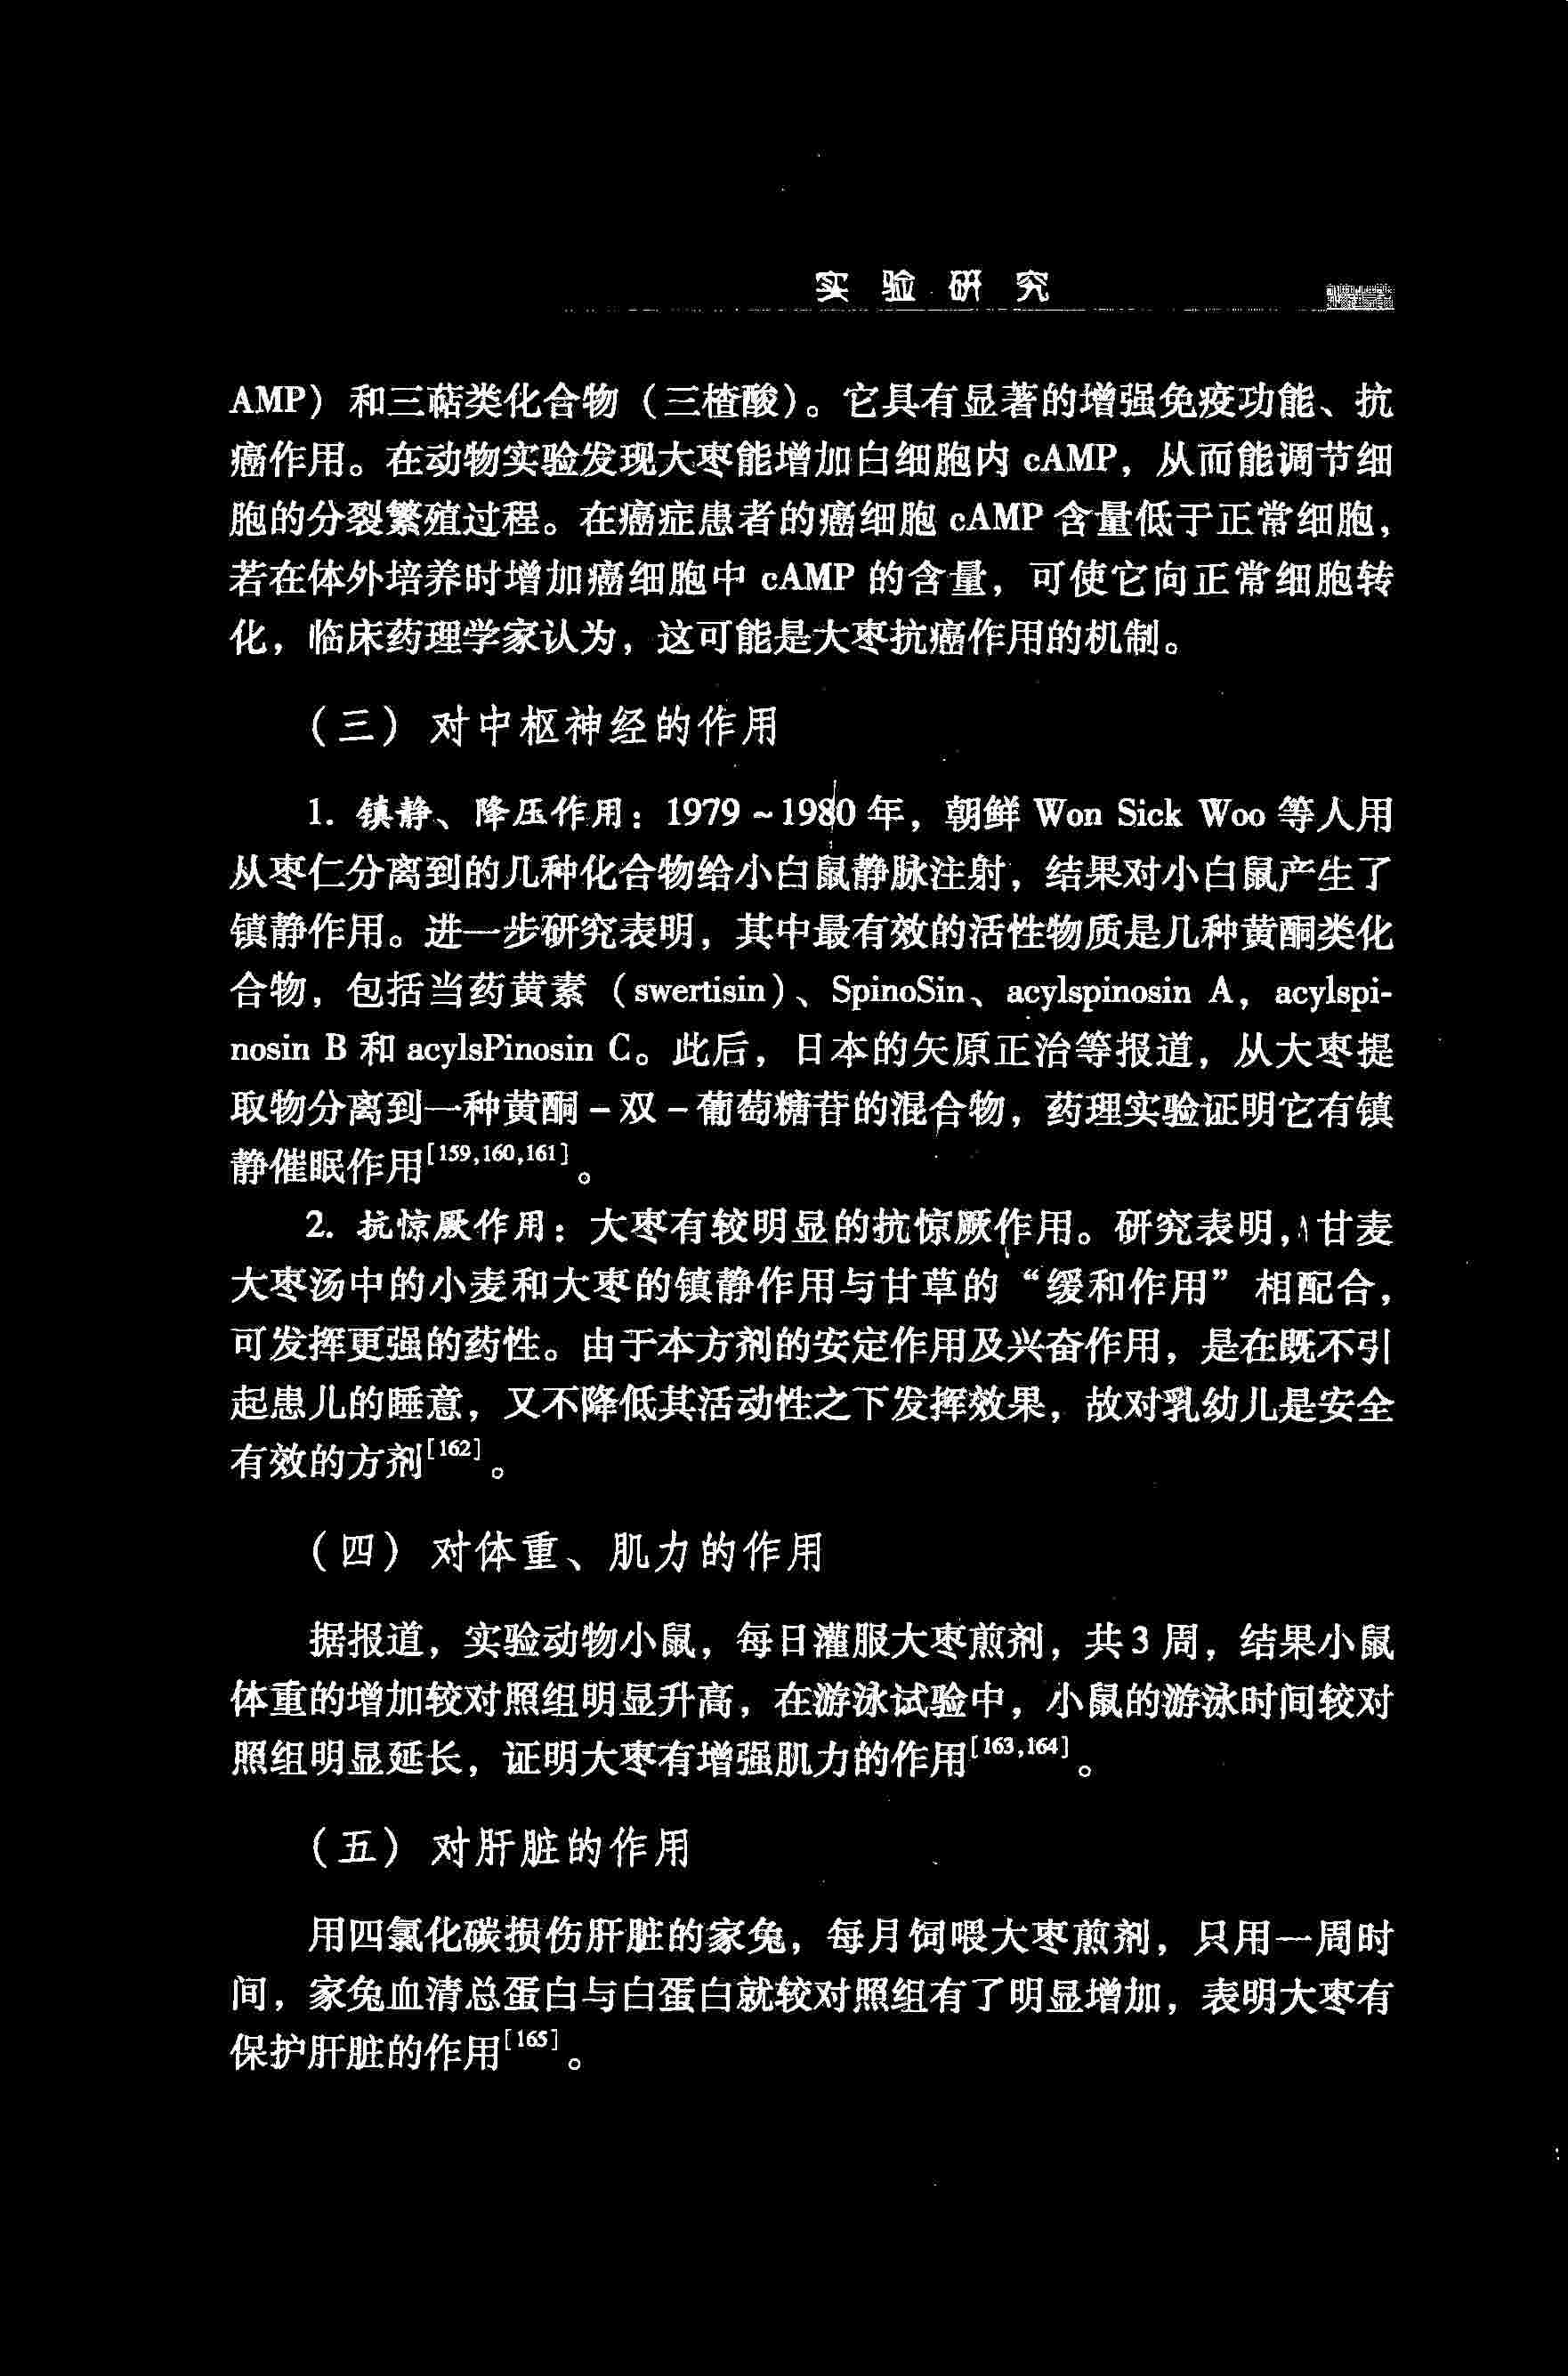 实验研究
AMP）和三萜类化合物（三楂酸）。它具有显著的增强免疫功能、抗
癌作用。在动物实验发现大枣能增加白细胞内 cAMP，从而能调节细
胞的分裂繁殖过程。在癌症患者的癌细胞 cAMP 含量低于正常细胞，
若在体外培养时增加癌细胞中 cAMP 的含量，可使它向正常细胞转
化，临床药理学家认为，这可能是大枣抗癌作用的机制。
（三）对中枢神经的作用
1. 镇静、降压作用：1979～1980 年，朝鲜 Won Sick Woo 等人用
从枣仁分离到的几种化合物给小白鼠静脉注射，结果对小白鼠产生了
镇静作用。进一步研究表明，其中最有效的活性物质是几种黄酮类化
合物，包括当药黄素（swertisin）、SpinoSin、acylspinosin A，acylspi-
nosin B 和 acylsPinosin C。此后，日本的矢原正治等报道，从大枣提
取物分离到一种黄酮－双－葡萄糖苷的混合物，药理实验证明它有镇
静催眠作用[159,160,161]。
2. 抗惊厥作用：大枣有较明显的抗惊厥作用。研究表明，甘麦
大枣汤中的小麦和大枣的镇静作用与甘草的“缓和作用”相配合，
可发挥更强的药性。由于本方剂的安定作用及兴奋作用，是在既不引
起患儿的睡意，又不降低其活动性之下发挥效果，故对乳幼儿是安全
有效的方剂[162]。
（四）对体重、肌力的作用
据报道，实验动物小鼠，每日灌服大枣煎剂，共 3 周，结果小鼠
体重的增加较对照组明显升高，在游泳试验中，小鼠的游泳时间较对
照组明显延长，证明大枣有增强肌力的作用[163,164]。
（五）对肝脏的作用
用四氯化碳损伤肝脏的家兔，每月饲喂大枣煎剂，只用一周时
间，家兔血清总蛋白与白蛋白就较对照组有了明显增加，表明大枣有
保护肝脏的作用[165]。